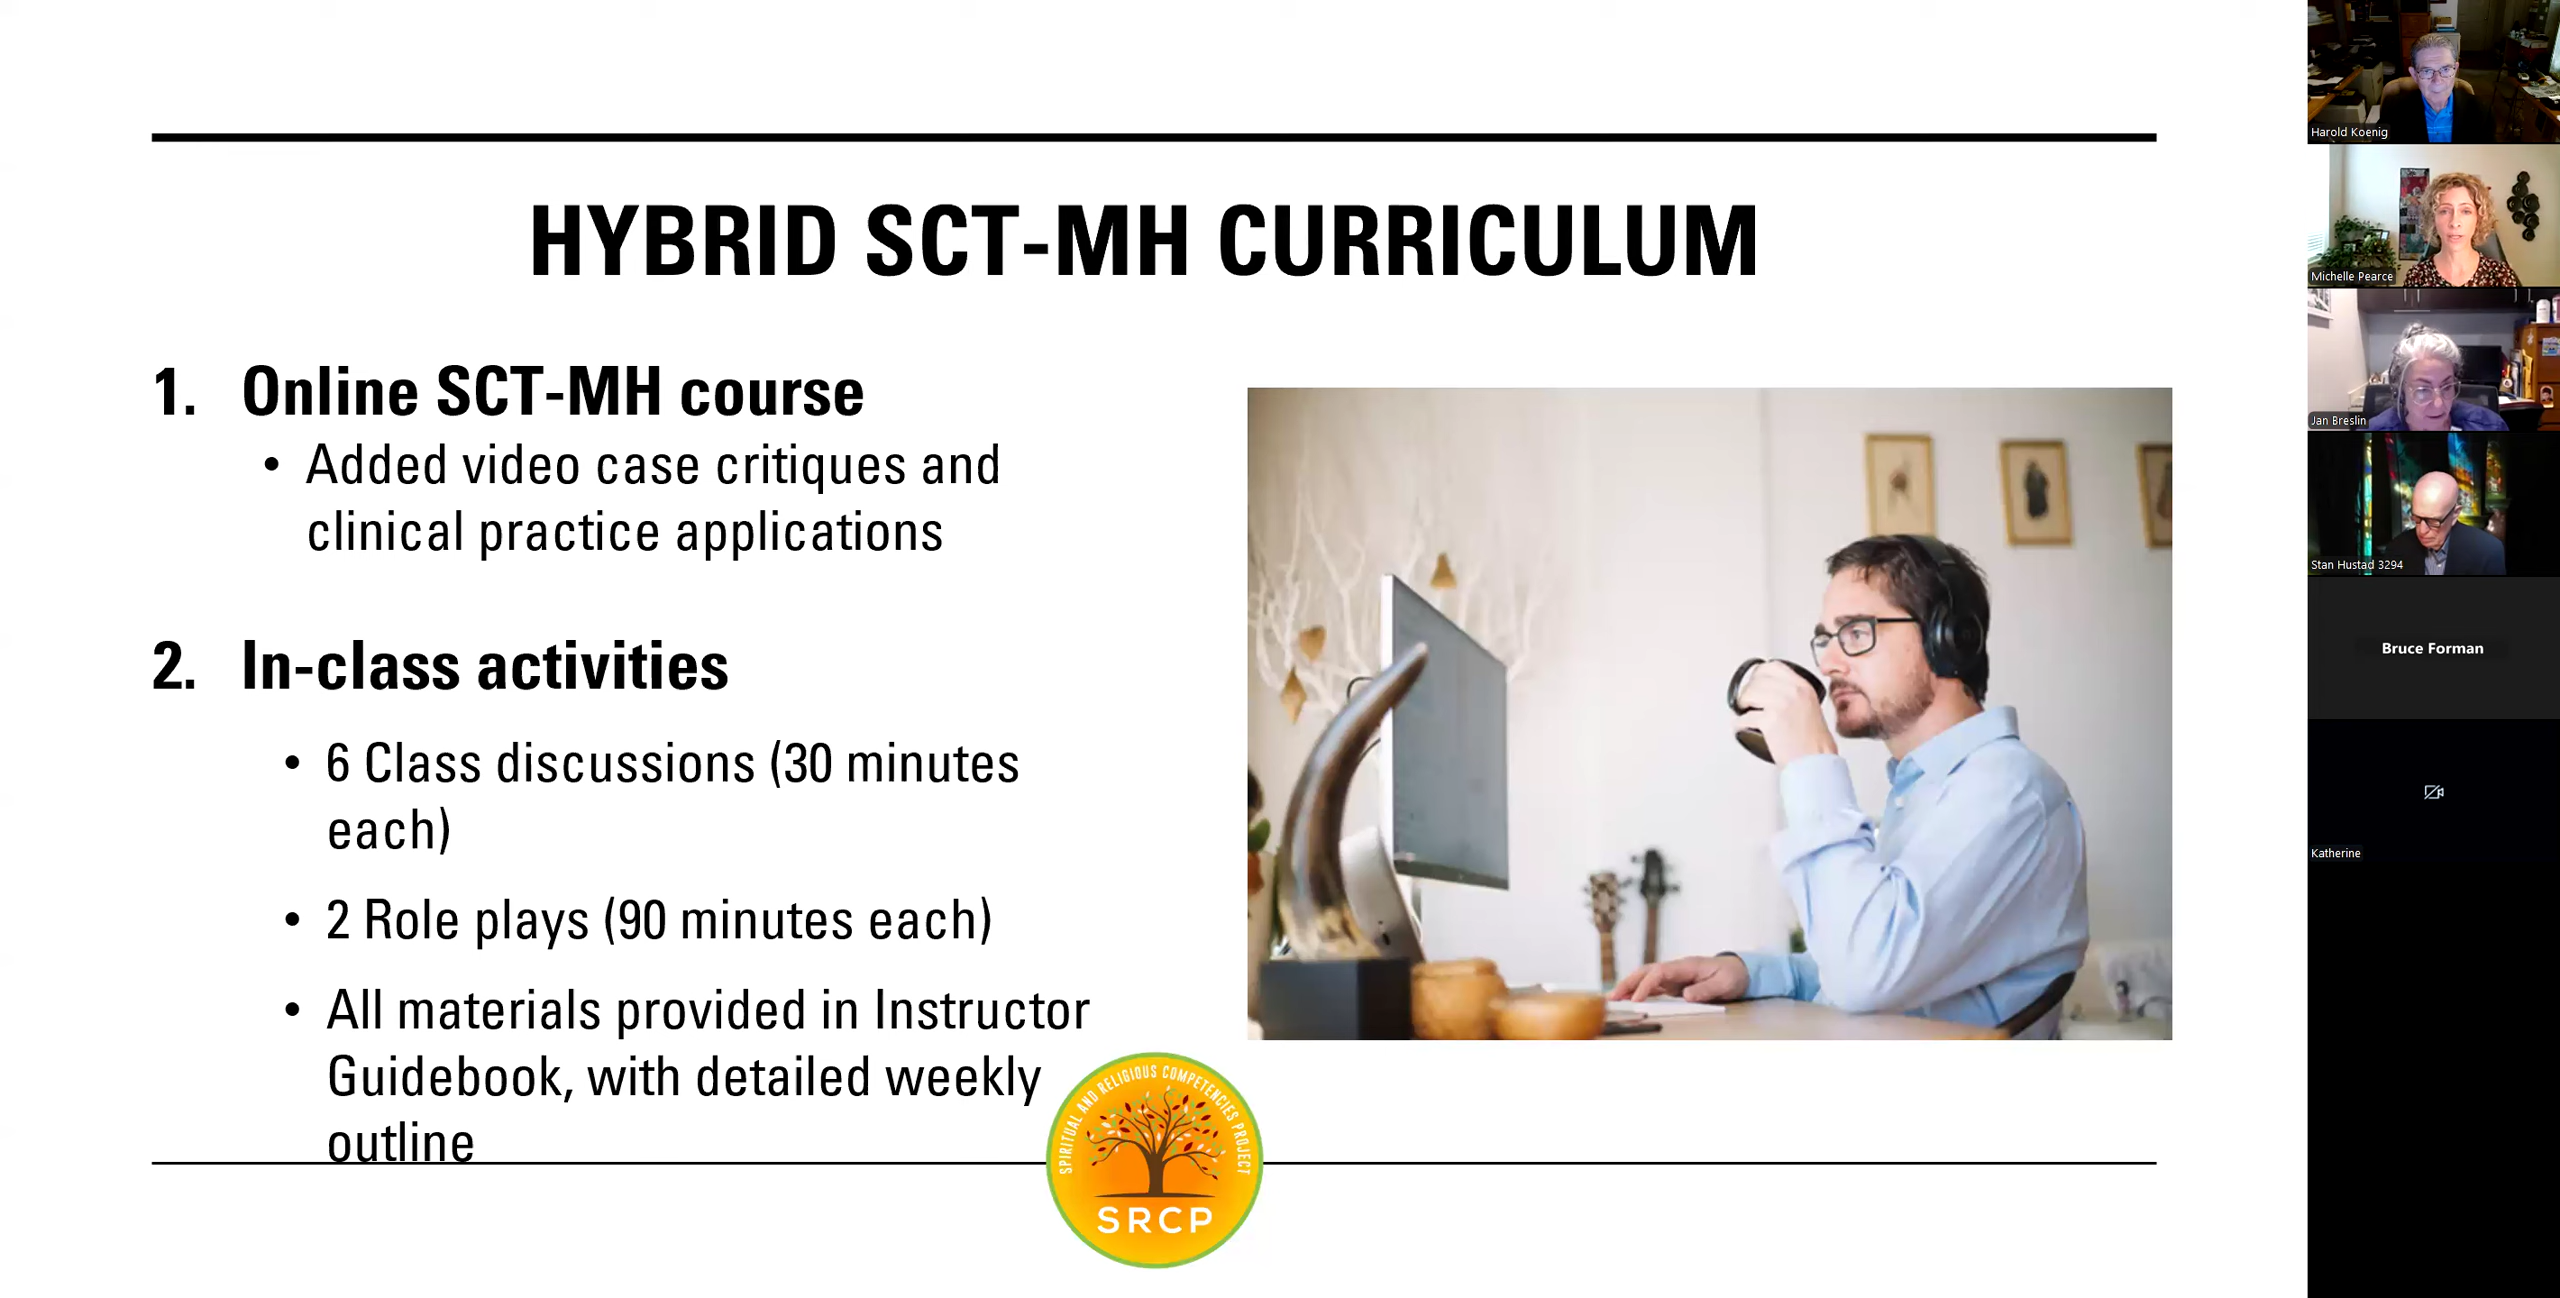 HYBRID SCT-MH CURRICULUM
1. Online SCT-MH course
• Added video case critiques and
clinical practice applications
2. In-class activities
• 6 Class discussions (30 minutes
each)
• 2 Role plays (90 minutes each)
• All materials provided in Instructor
Guidebook, with detailed weekly
outline
SPIRITUAL AND RELIGIOUS COMPETENCIES PROJECT
SRCP
Harold Koenig
Michelle Pearce
Jan Breslin
Stan Hustad 3294
Bruce Forman
Katherine